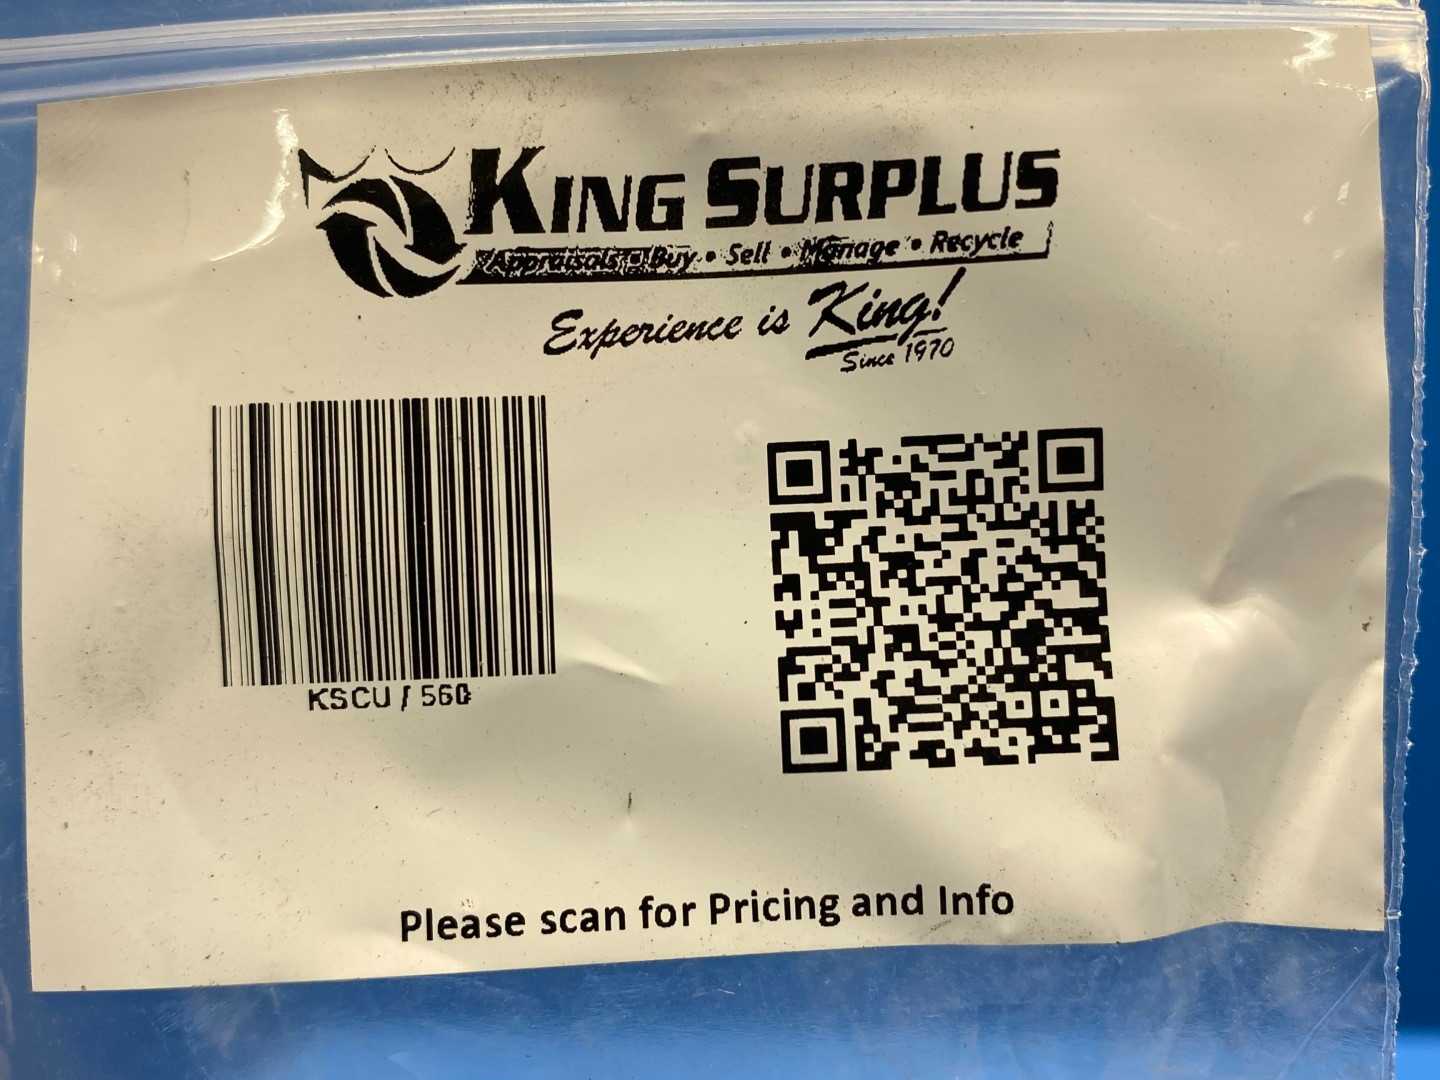 KING SURPLUS
Appraisals • Buy • Sell • Manage • Recycle
Experience is King!
Since 1970
KSCU / 560
Please scan for Pricing and Info